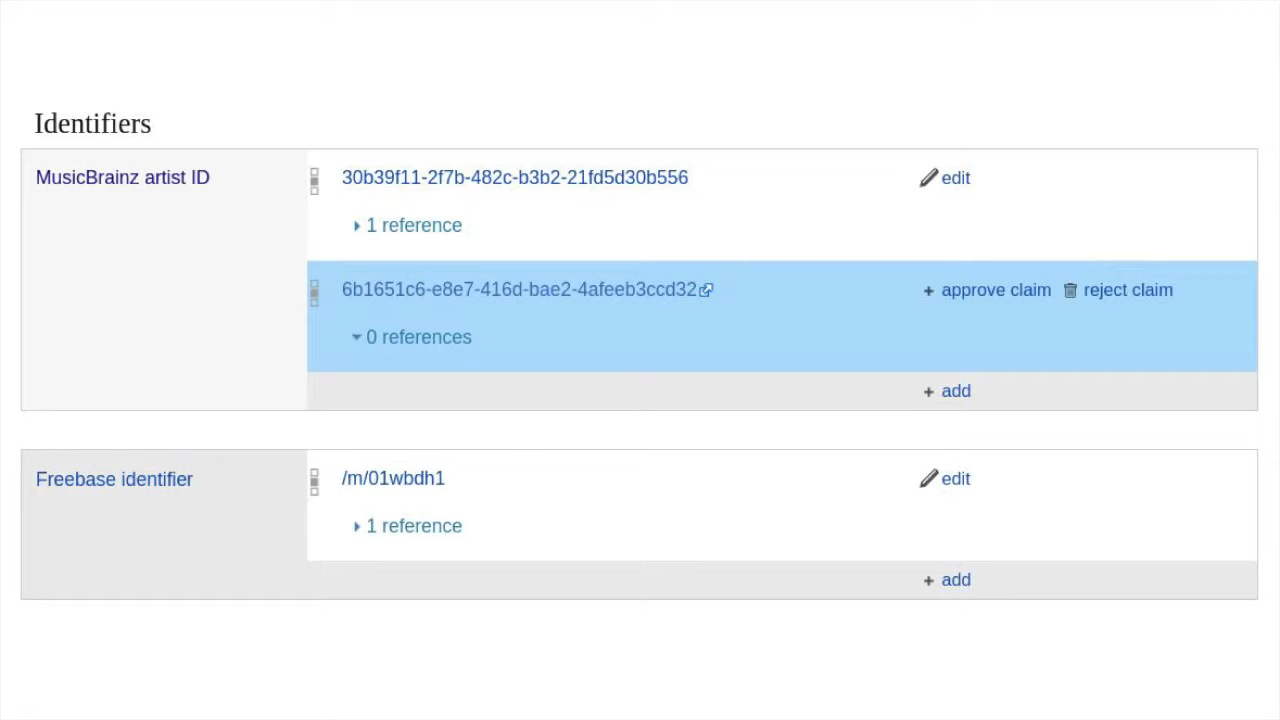 Identifiers
MusicBrainz artist ID
30b39f11-2f7b-482c-b3b2-21fd5d30b556
edit
1 reference
6b1651c6-e8e7-416d-bae2-4afeeb3ccd32
+ approve claim
reject claim
0 references
+ add
Freebase identifier
/m/01wbdh1
edit
1 reference
+ add